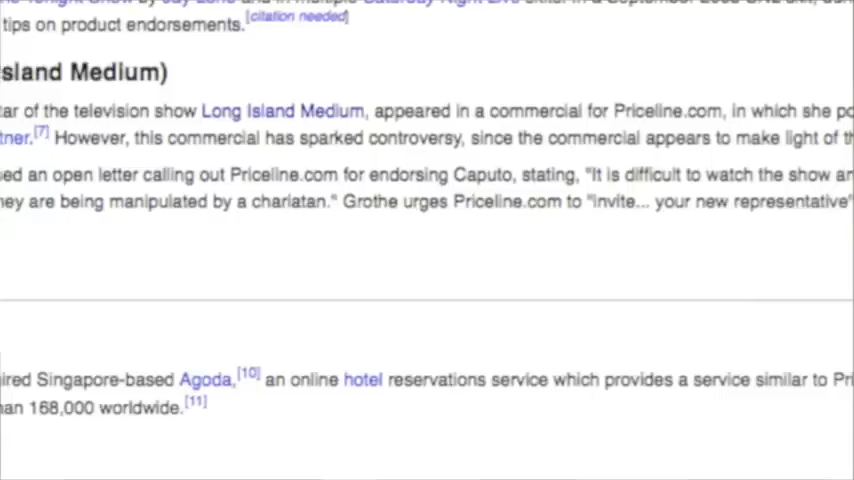 tips on product endorsements.[citation needed]
sland Medium)
tar of the television show Long Island Medium, appeared in a commercial for Priceline.com, in which she po
tner.[7] However, this commercial has sparked controversy, since the commercial appears to make light of th
ed an open letter calling out Priceline.com for endorsing Caputo, stating, "It is difficult to watch the show an
ney are being manipulated by a charlatan." Grothe urges Priceline.com to "invite... your new representative"
ired Singapore-based Agoda,[10] an online hotel reservations service which provides a service similar to Pri
nan 168,000 worldwide.[11]